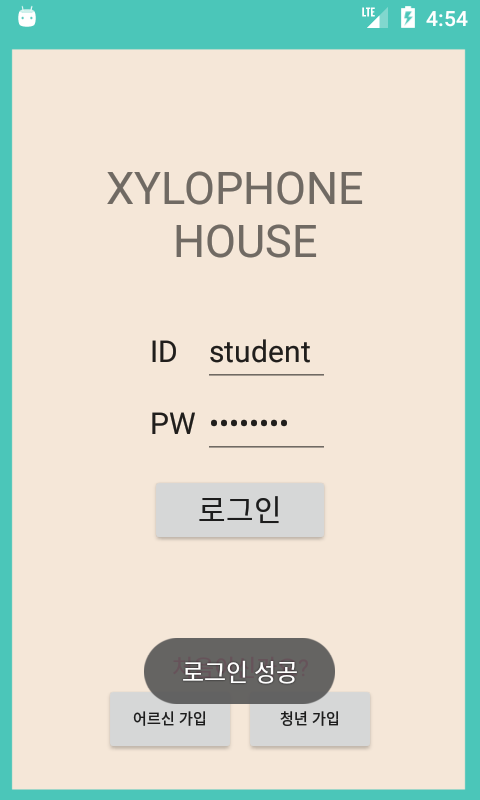 LTE 4:54
XYLOPHONE
HOUSE
ID student
PW ••••••••
로그인
로그인 성공
어르신 가입 청년 가입